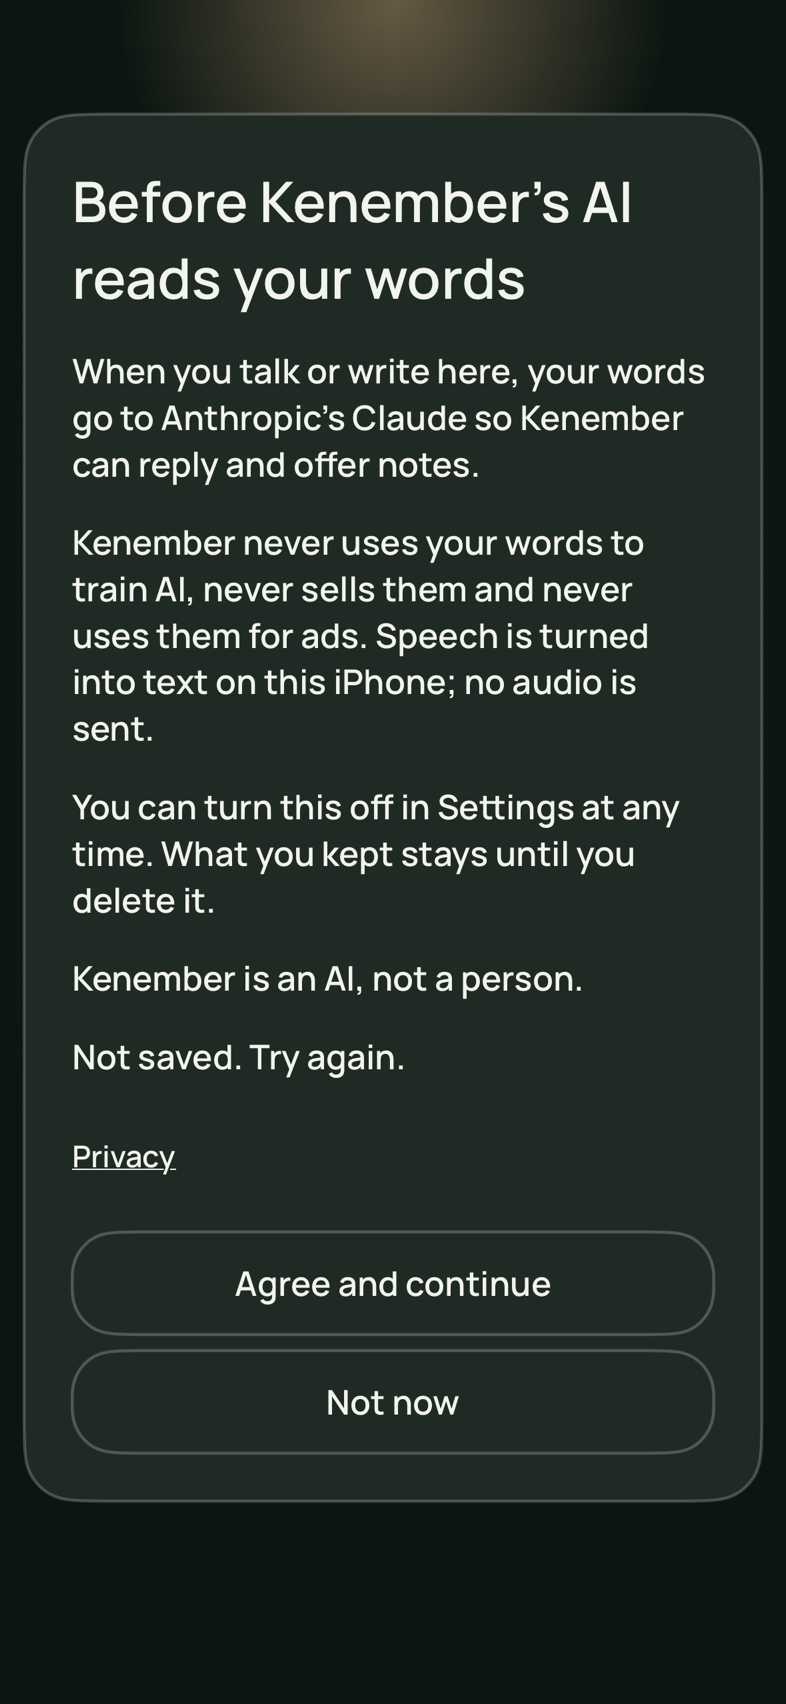 Before Kenember’s AI
reads your words
When you talk or write here, your words
go to Anthropic’s Claude so Kenember
can reply and offer notes.
Kenember never uses your words to
train AI, never sells them and never
uses them for ads. Speech is turned
into text on this iPhone; no audio is
sent.
You can turn this off in Settings at any
time. What you kept stays until you
delete it.
Kenember is an AI, not a person.
Not saved. Try again.
Privacy
Agree and continue
Not now